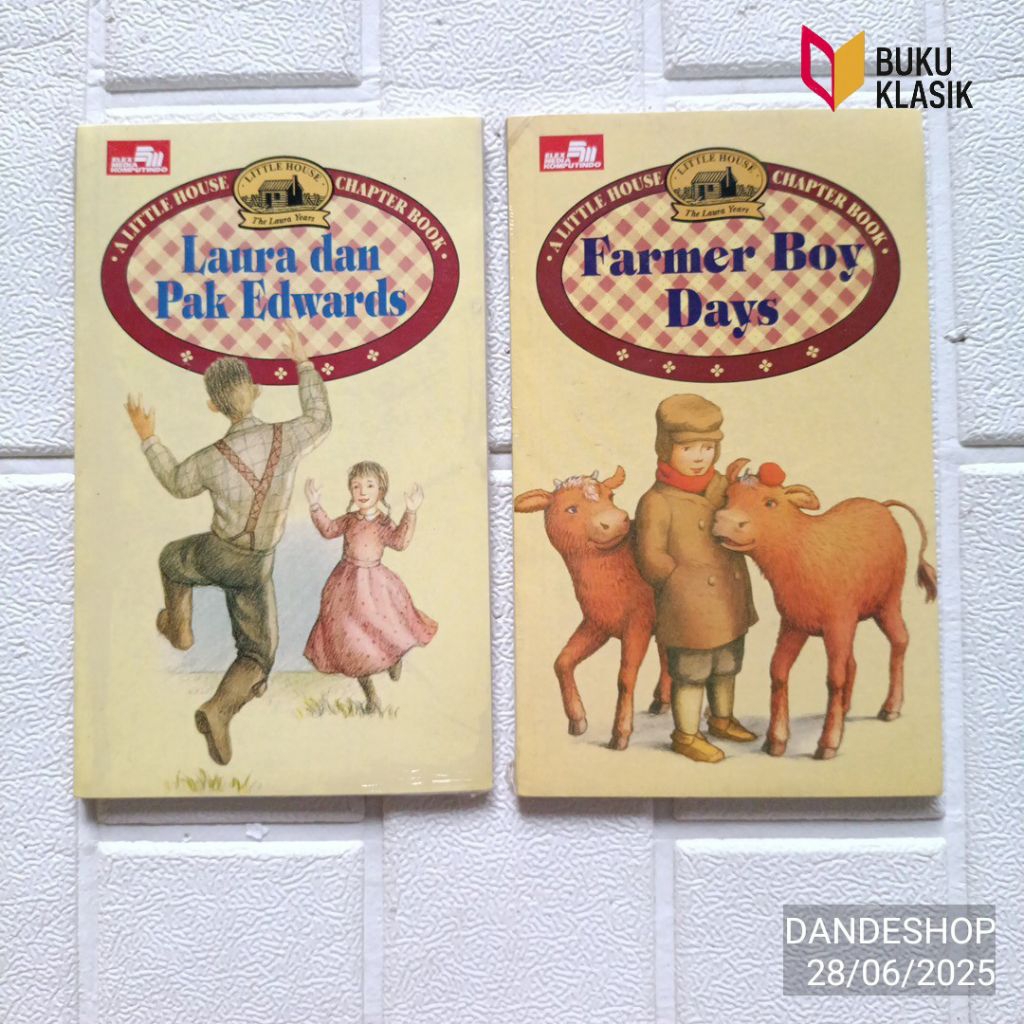 BUKU
KLASIK
ELEX
MEDIA
KOMPUTINDO
LITTLE HOUSE
The Laura Years
A LITTLE HOUSE CHAPTER BOOK
Laura dan
Pak Edwards
ELEX
MEDIA
KOMPUTINDO
LITTLE HOUSE
The Laura Years
A LITTLE HOUSE CHAPTER BOOK
Farmer Boy
Days
DANDESHOP
28/06/2025